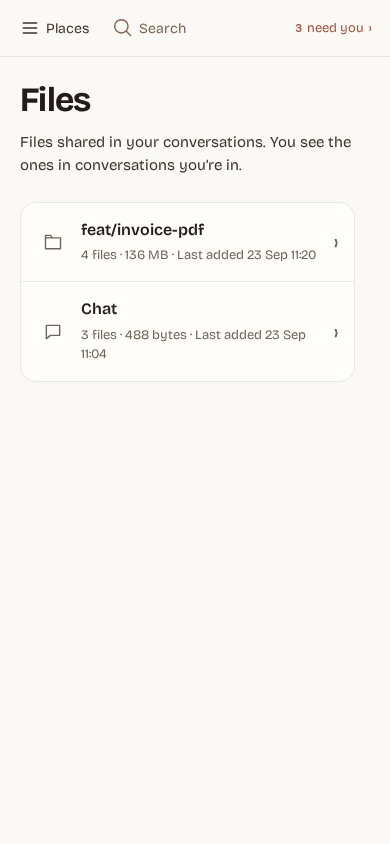 Places
Search
3 need you ›
Files
Files shared in your conversations. You see the
ones in conversations you're in.
feat/invoice-pdf
4 files · 136 MB · Last added 23 Sep 11:20
›
Chat
3 files · 488 bytes · Last added 23 Sep
11:04
›